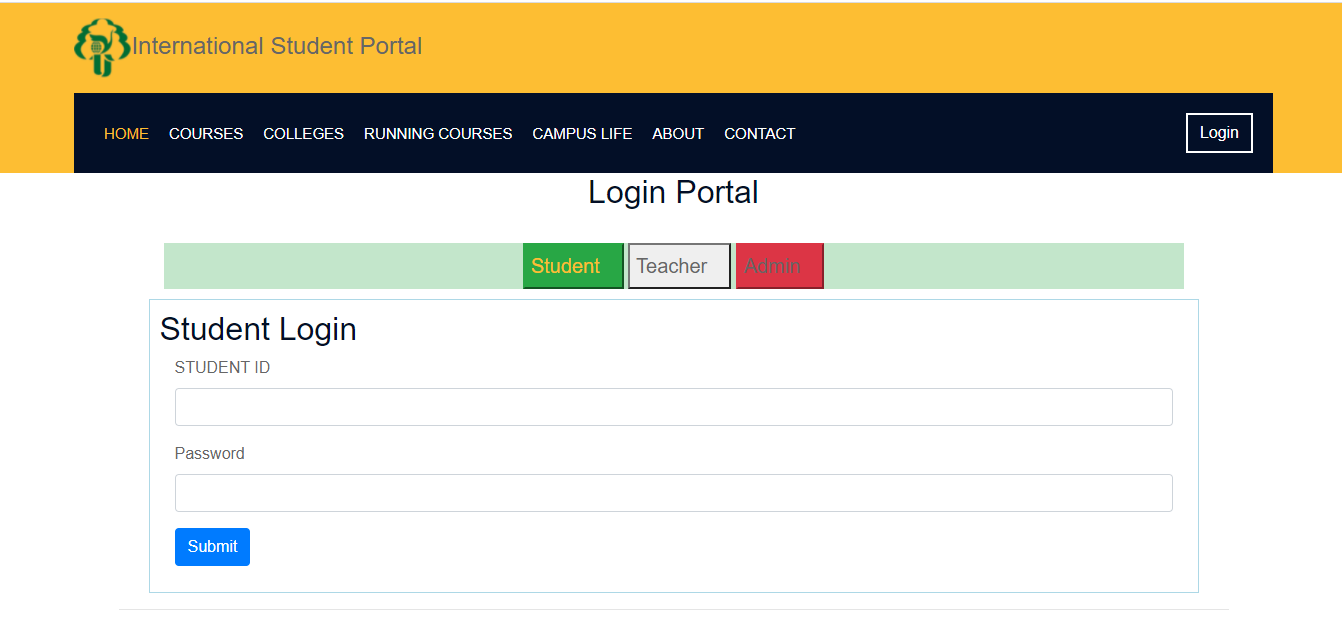 International Student Portal
HOME COURSES COLLEGES RUNNING COURSES CAMPUS LIFE ABOUT CONTACT Login
Login Portal
Student Teacher Admin
Student Login
STUDENT ID
Password
Submit